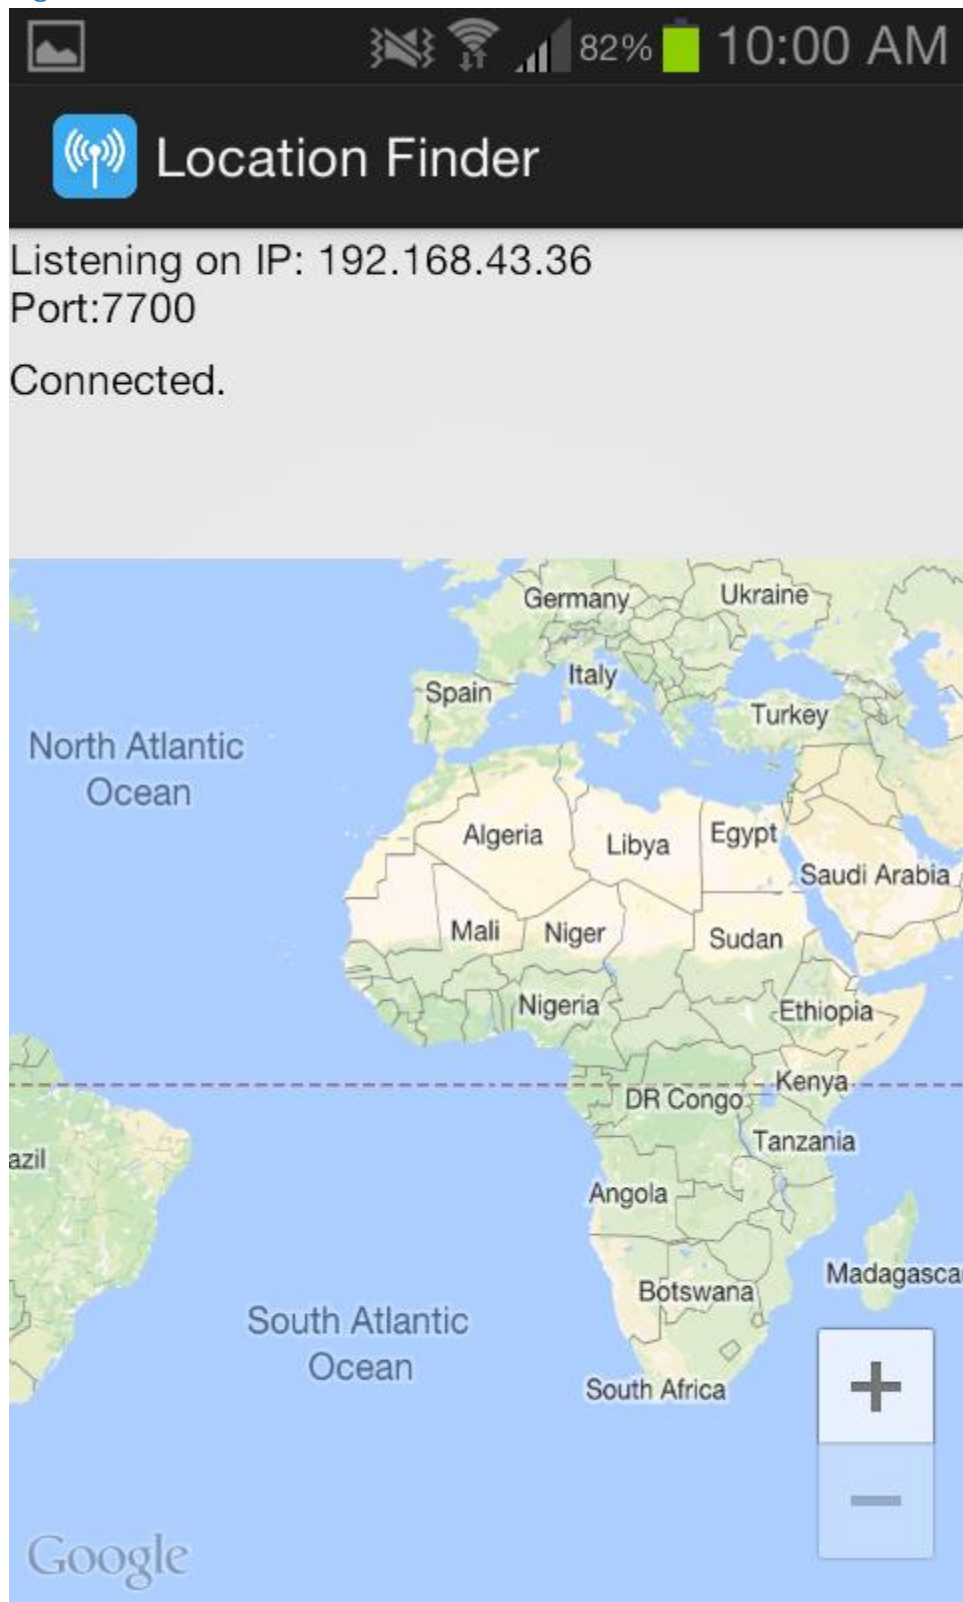 82% 10:00 AM
Location Finder
Listening on IP: 192.168.43.36
Port:7700
Connected.
Germany
Ukraine
Italy
Spain
Turkey
North Atlantic
Ocean
Algeria
Libya
Egypt
Saudi Arabia
Mali
Niger
Sudan
Nigeria
Ethiopia
Kenya
DR Congo
Tanzania
azil
Angola
Madagasca
Botswana
South Atlantic
Ocean
South Africa
+
−
Google